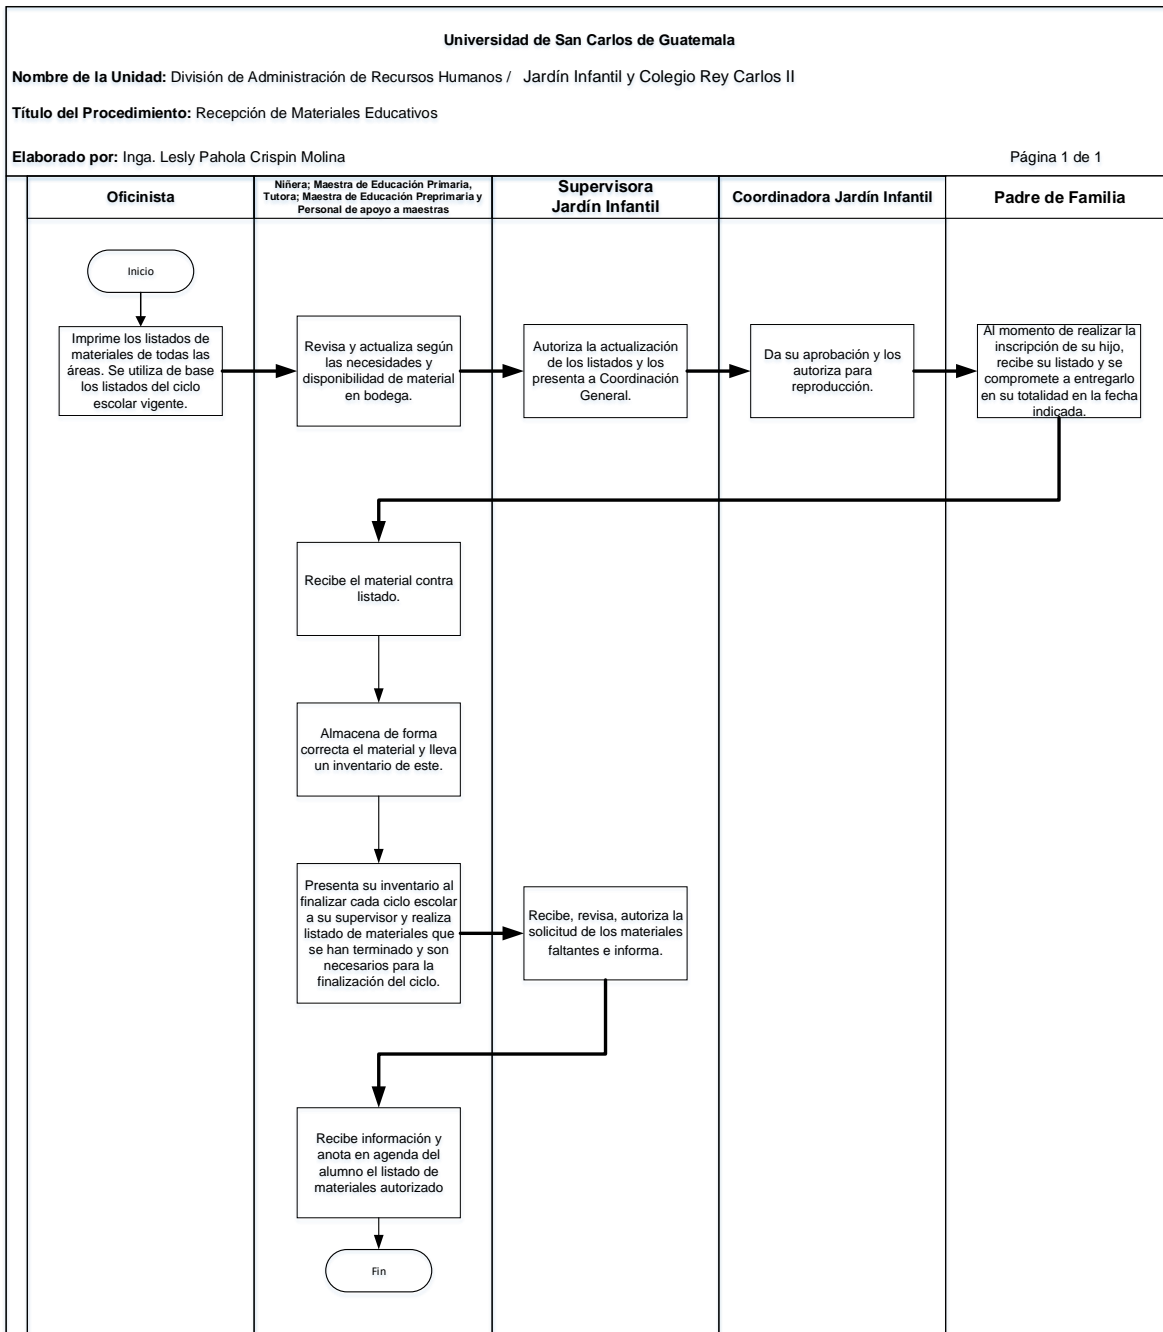 Universidad de San Carlos de Guatemala
Nombre de la Unidad: División de Administración de Recursos Humanos / Jardín Infantil y Colegio Rey Carlos II
Título del Procedimiento: Recepción de Materiales Educativos
Elaborado por: Inga. Lesly Pahola Crispin Molina
Página 1 de 1
Oficinista
Niñera; Maestra de Educación Primaria,
Tutora; Maestra de Educación Preprimaria y
Personal de apoyo a maestras
Supervisora
Jardín Infantil
Coordinadora Jardín Infantil
Padre de Familia
Inicio
Imprime los listados de
materiales de todas las
áreas. Se utiliza de base
los listados del ciclo
escolar vigente.
Revisa y actualiza según
las necesidades y
disponibilidad de material
en bodega.
Autoriza la actualización
de los listados y los
presenta a Coordinación
General.
Da su aprobación y los
autoriza para
reproducción.
Al momento de realizar la
inscripción de su hijo,
recibe su listado y se
compromete a entregarlo
en su totalidad en la fecha
indicada.
Recibe el material contra
listado.
Almacena de forma
correcta el material y lleva
un inventario de este.
Presenta su inventario al
finalizar cada ciclo escolar
a su supervisor y realiza
listado de materiales que
se han terminado y son
necesarios para la
finalización del ciclo.
Recibe, revisa, autoriza la
solicitud de los materiales
faltantes e informa.
Recibe información y
anota en agenda del
alumno el listado de
materiales autorizado
Fin